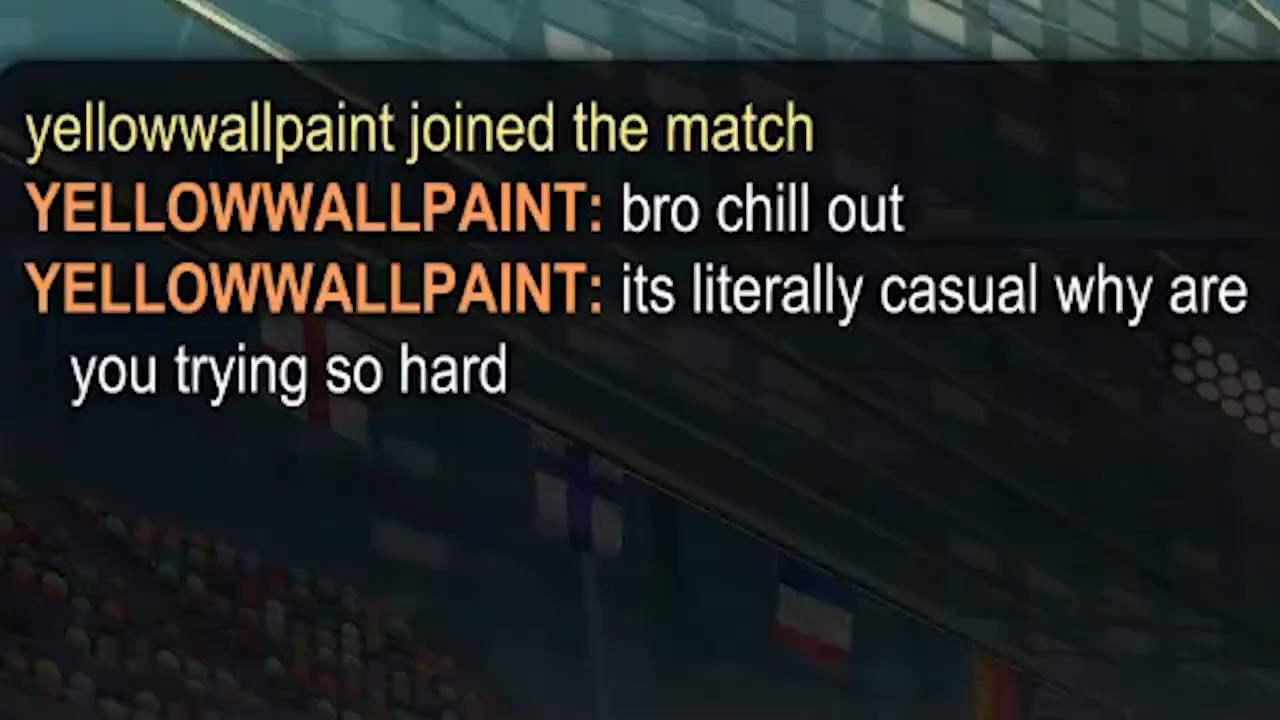 yellowwallpaint joined the match
YELLOWWALLPAINT: bro chill out
YELLOWWALLPAINT: its literally casual why are
you trying so hard